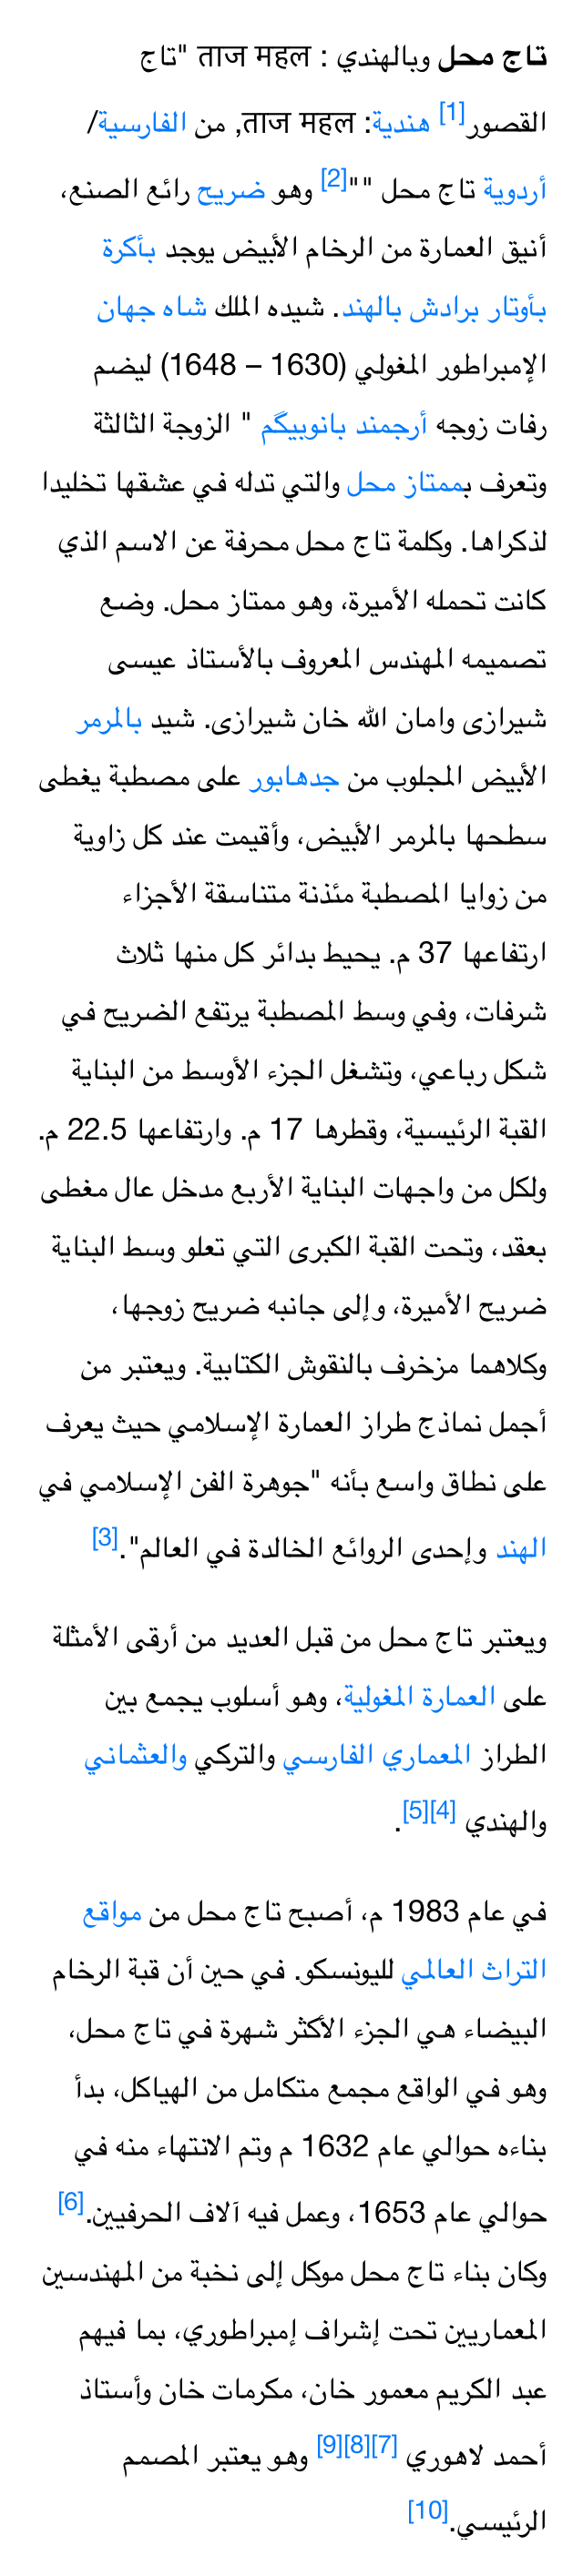 تاج محل وبالهندي : ताज महल "تاج
القصور[1] هندية: ताज महल, من الفارسية/
أردوية تاج محل ""[2] وهو ضريح رائع الصنع،
أنيق العمارة من الرخام الأبيض يوجد بأكرة
بأوتار برادش بالهند. شيده الملك شاه جهان
الإمبراطور المغولي (1630 – 1648) ليضم
رفات زوجه أرجمند بانوبيگم " الزوجة الثالثة
وتعرف بممتاز محل والتي تدله في عشقها تخليدا
لذكراها. وكلمة تاج محل محرفة عن الاسم الذي
كانت تحمله الأميرة، وهو ممتاز محل. وضع
تصميمه المهندس المعروف بالأستاذ عيسى
شيرازى وامان الله خان شيرازى. شيد بالمرمر
الأبيض المجلوب من جدهابور على مصطبة يغطى
سطحها بالمرمر الأبيض، وأقيمت عند كل زاوية
من زوايا المصطبة مئذنة متناسقة الأجزاء
ارتفاعها 37 م. يحيط بدائر كل منها ثلاث
شرفات، وفي وسط المصطبة يرتفع الضريح في
شكل رباعي، وتشغل الجزء الأوسط من البناية
القبة الرئيسية، وقطرها 17 م. وارتفاعها 22.5 م.
ولكل من واجهات البناية الأربع مدخل عال مغطى
بعقد، وتحت القبة الكبرى التي تعلو وسط البناية
ضريح الأميرة، وإلى جانبه ضريح زوجها،
وكلاهما مزخرف بالنقوش الكتابية. ويعتبر من
أجمل نماذج طراز العمارة الإسلامي حيث يعرف
على نطاق واسع بأنه "جوهرة الفن الإسلامي في
الهند وإحدى الروائع الخالدة في العالم".[3]
ويعتبر تاج محل من قبل العديد من أرقى الأمثلة
على العمارة المغولية، وهو أسلوب يجمع بين
الطراز المعماري الفارسي والتركي والعثماني
والهندي [4][5].
في عام 1983 م، أصبح تاج محل من مواقع
التراث العالمي لليونسكو. في حين أن قبة الرخام
البيضاء هي الجزء الأكثر شهرة في تاج محل،
وهو في الواقع مجمع متكامل من الهياكل، بدأ
بناءه حوالي عام 1632 م وتم الانتهاء منه في
حوالي عام 1653، وعمل فيه آلاف الحرفيين.[6]
وكان بناء تاج محل موكل إلى نخبة من المهندسين
المعماريين تحت إشراف إمبراطوري، بما فيهم
عبد الكريم معمور خان، مكرمات خان وأستاذ
أحمد لاهوري [7][8][9] وهو يعتبر المصمم
الرئيسي.[10]